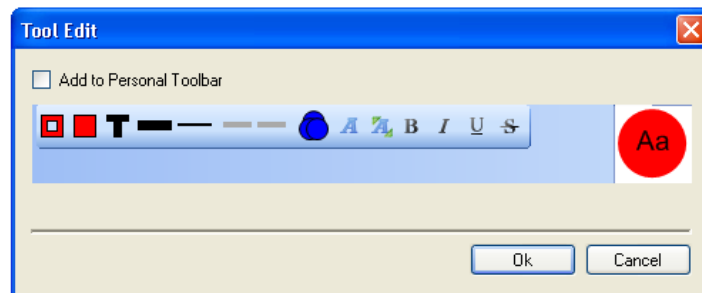 Tool Edit
Add to Personal Toolbar
T A A B I U S
Aa
Ok Cancel